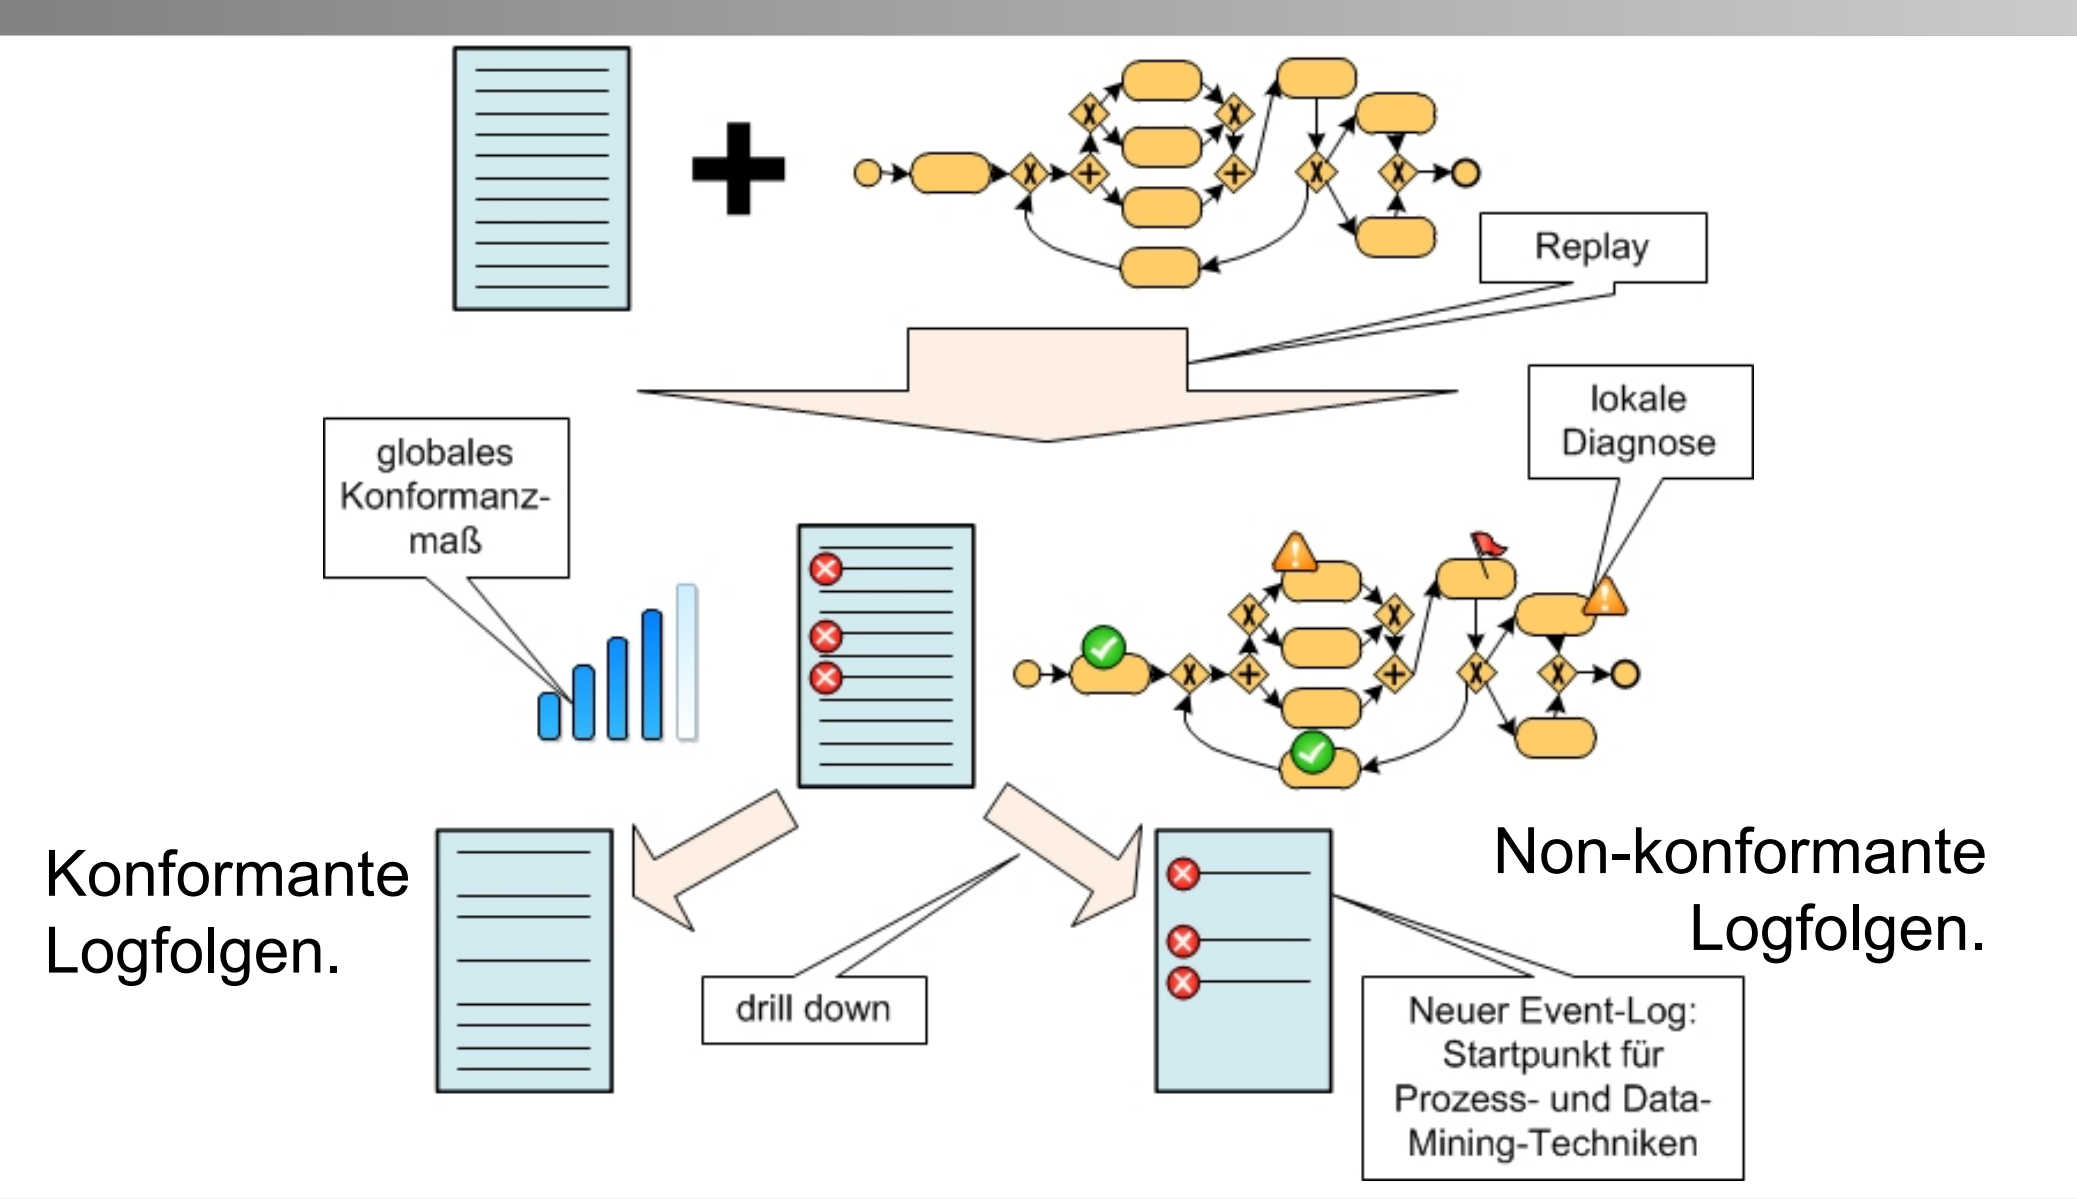 Replay
lokale
Diagnose
globales
Konformanz-
maß
Konformante
Logfolgen.
Non-konformante
Logfolgen.
drill down
Neuer Event-Log:
Startpunkt für
Prozess- und Data-
Mining-Techniken